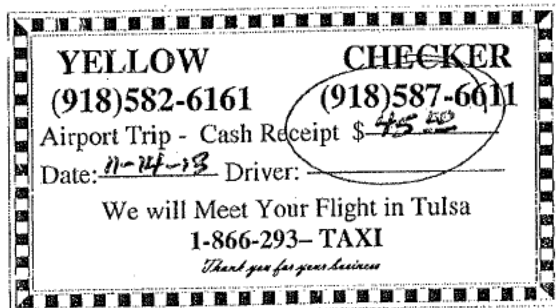 YELLOW CHECKER
(918)582-6161 (918)587-6611
Airport Trip - Cash Receipt $ 45 00
Date: 11-14-13 Driver:
We will Meet Your Flight in Tulsa
1-866-293– TAXI
Thank you for your business